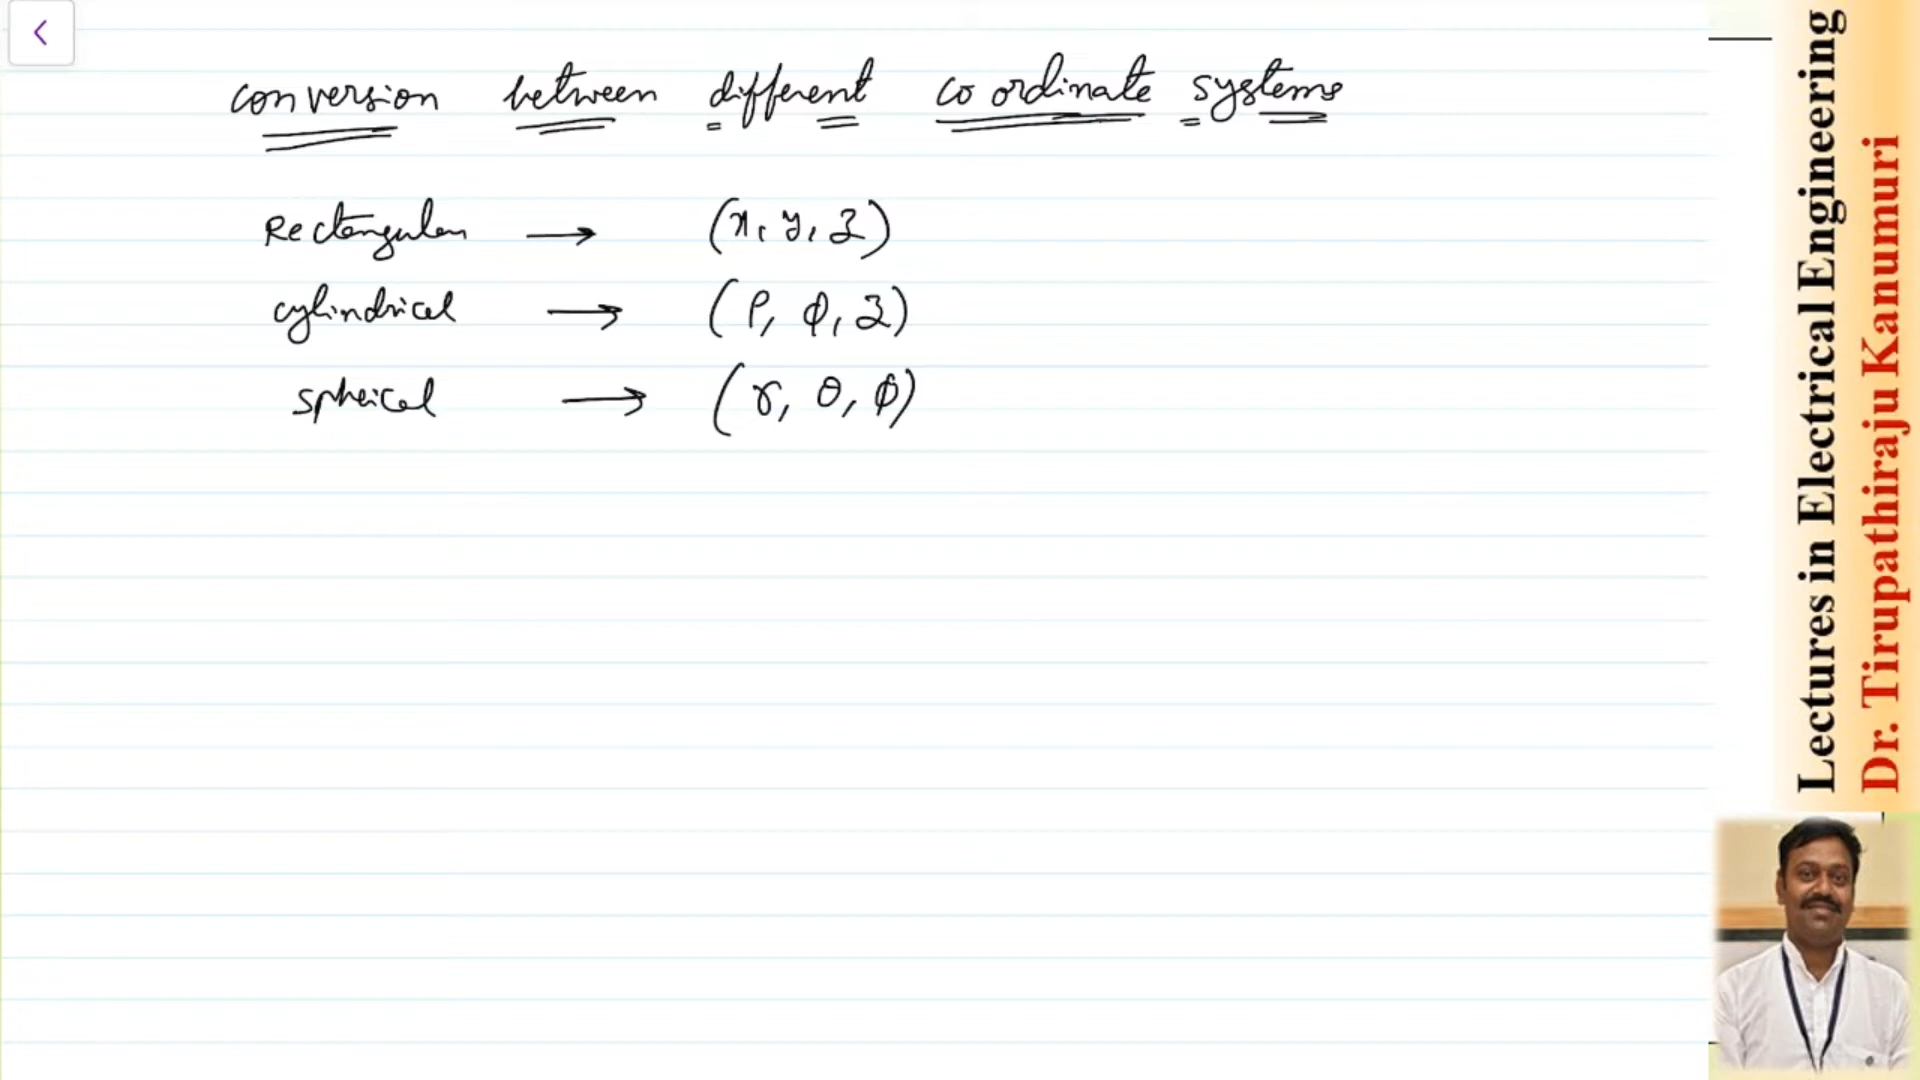 conversion between different coordinate systems
Rectangular → (x, y, z)
cylindrical → (ρ, φ, z)
spherical → (r, θ, φ)
Lectures in Electrical Engineering
Dr. Tirupathiraju Kanumuri